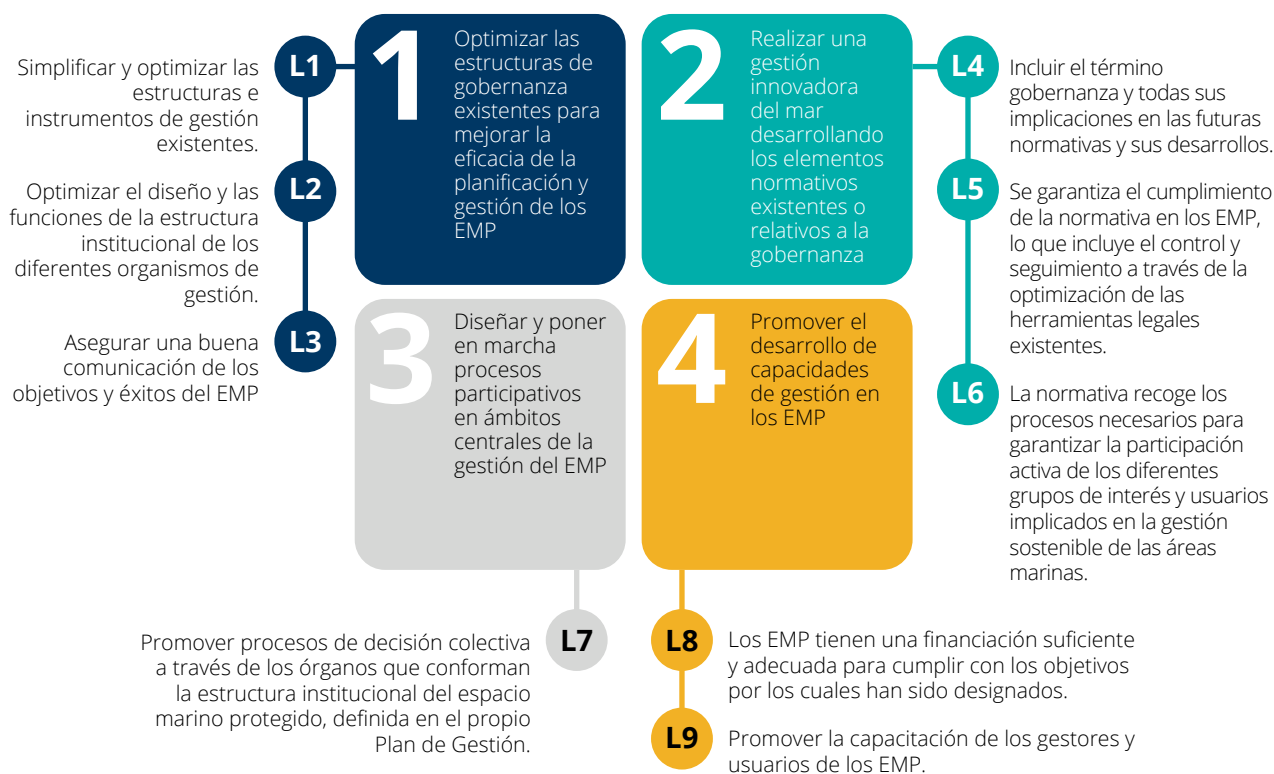 1
Optimizar las
estructuras de
gobernanza
existentes para
mejorar la
eficacia de la
planificación y
gestión de los
EMP
L1
Simplificar y optimizar las
estructuras e
instrumentos de gestión
existentes.
L2
Optimizar el diseño y las
funciones de la estructura
institucional de los
diferentes organismos de
gestión.
L3
Asegurar una buena
comunicación de los
objetivos y éxitos del EMP
2
Realizar una
gestión
innovadora
del mar
desarrollando
los elementos
normativos
existentes o
relativos a la
gobernanza
L4
Incluir el término
gobernanza y todas sus
implicaciones en las futuras
normativas y sus desarrollos.
L5
Se garantiza el cumplimiento
de la normativa en los EMP,
lo que incluye el control y
seguimiento a través de la
optimización de las
herramientas legales
existentes.
L6
La normativa recoge los
procesos necesarios para
garantizar la participación
activa de los diferentes
grupos de interés y usuarios
implicados en la gestión
sostenible de las áreas
marinas.
3
Diseñar y poner
en marcha
procesos
participativos
en ámbitos
centrales de la
gestión del EMP
L7
Promover procesos de decisión colectiva
a través de los órganos que conforman
la estructura institucional del espacio
marino protegido, definida en el propio
Plan de Gestión.
4
Promover el
desarrollo de
capacidades
de gestión en
los EMP
L8
Los EMP tienen una financiación suficiente
y adecuada para cumplir con los objetivos
por los cuales han sido designados.
L9
Promover la capacitación de los gestores y
usuarios de los EMP.